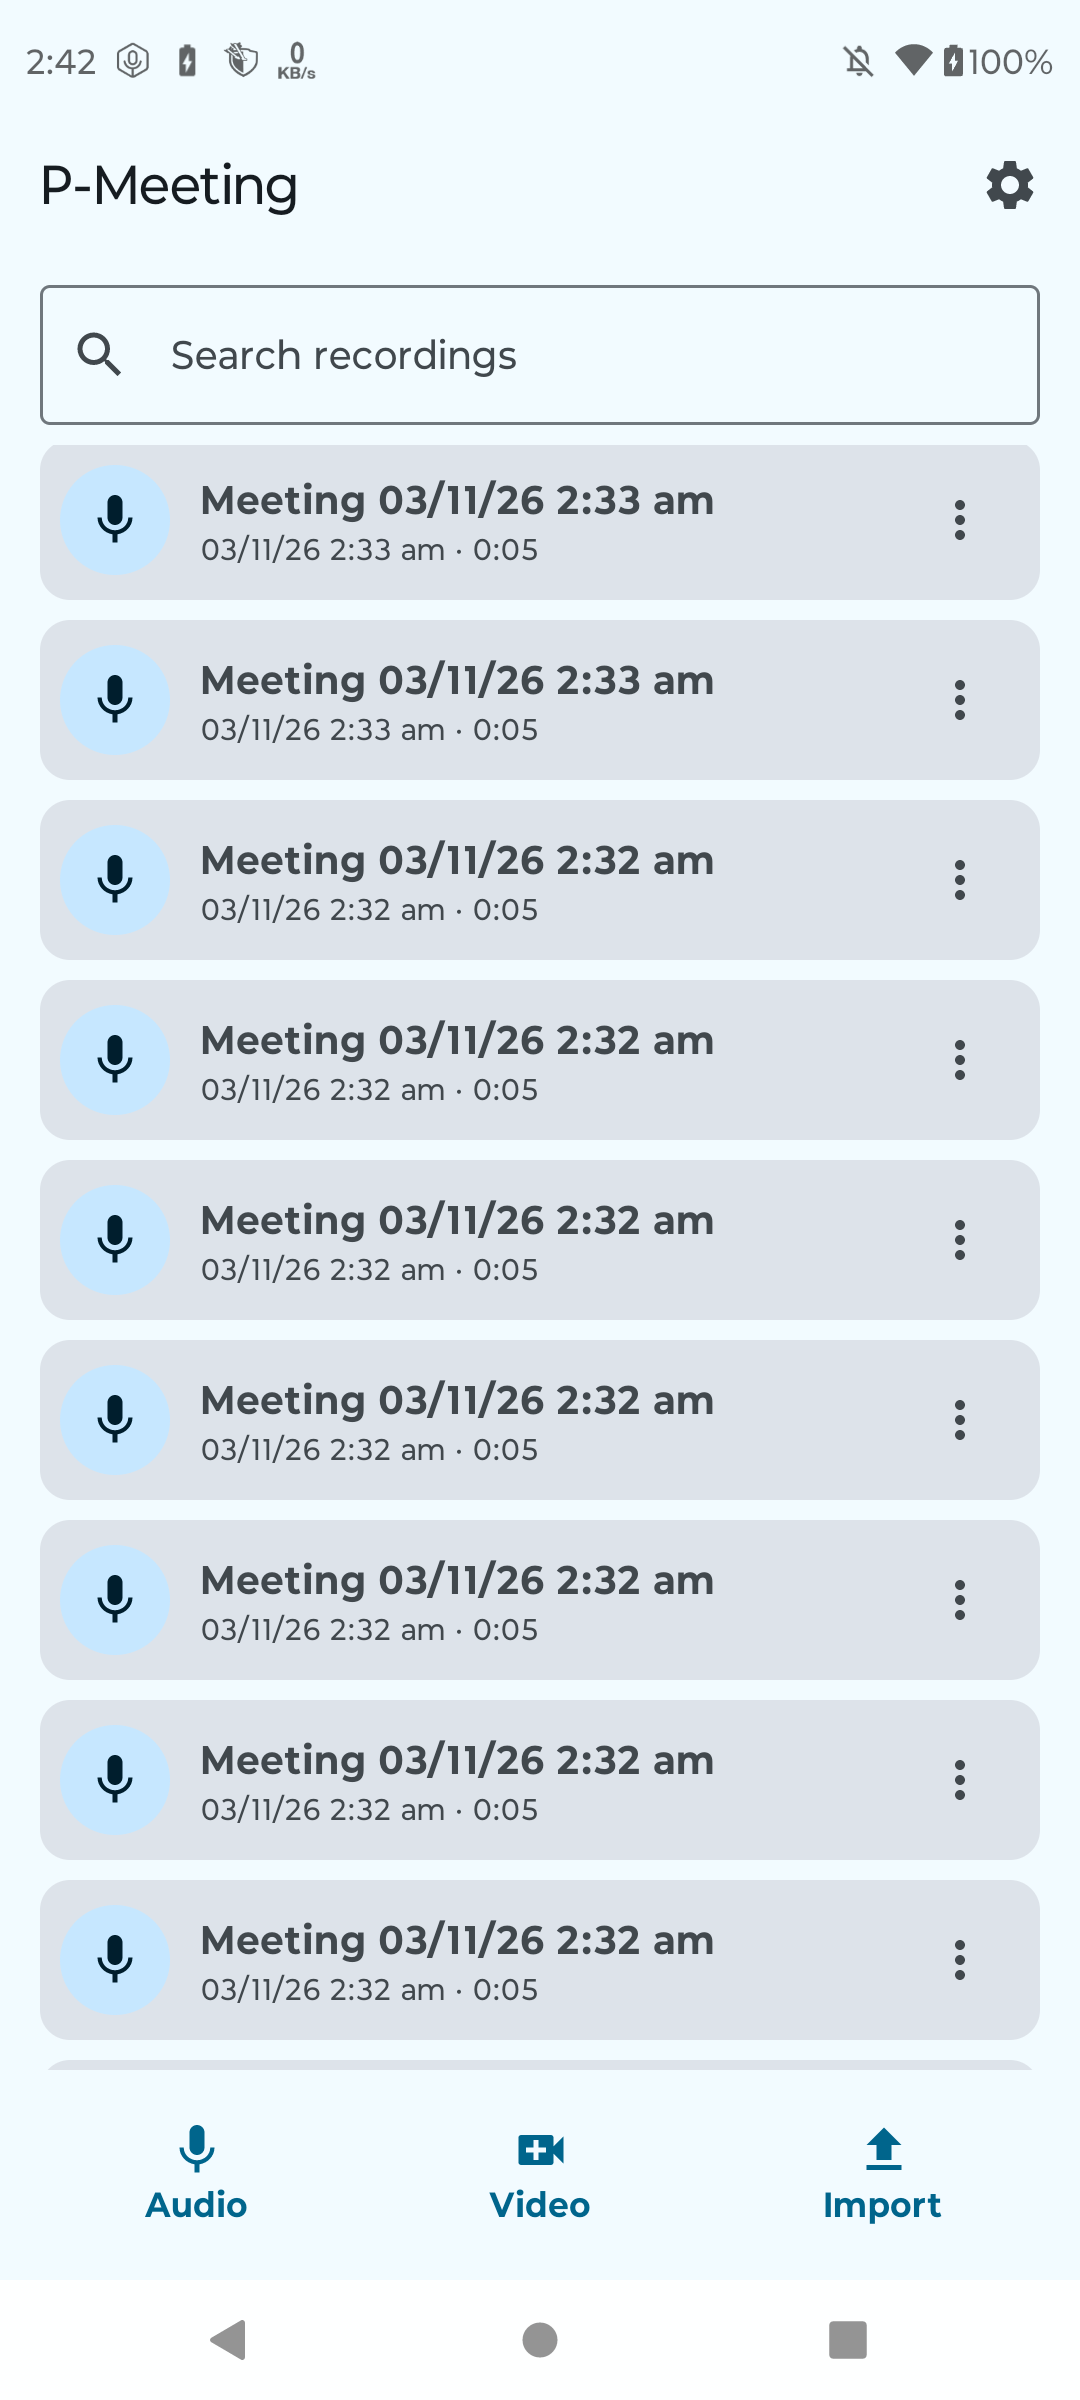 2:42
0
KB/s
100%
P-Meeting
Search recordings
Meeting 03/11/26 2:33 am
03/11/26 2:33 am · 0:05
Meeting 03/11/26 2:33 am
03/11/26 2:33 am · 0:05
Meeting 03/11/26 2:32 am
03/11/26 2:32 am · 0:05
Meeting 03/11/26 2:32 am
03/11/26 2:32 am · 0:05
Meeting 03/11/26 2:32 am
03/11/26 2:32 am · 0:05
Meeting 03/11/26 2:32 am
03/11/26 2:32 am · 0:05
Meeting 03/11/26 2:32 am
03/11/26 2:32 am · 0:05
Meeting 03/11/26 2:32 am
03/11/26 2:32 am · 0:05
Meeting 03/11/26 2:32 am
03/11/26 2:32 am · 0:05
Audio
Video
Import